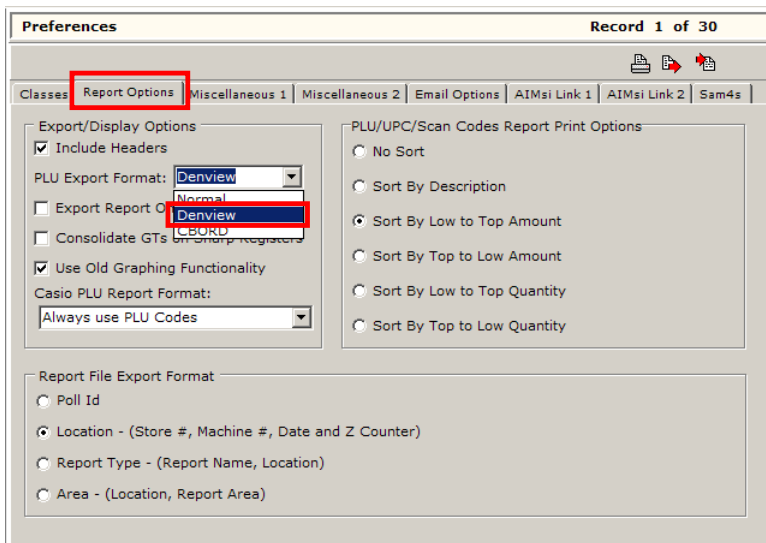 Preferences Record 1 of 30
Classes Report Options Miscellaneous 1 Miscellaneous 2 Email Options AIMsi Link 1 AIMsi Link 2 Sam4s
Export/Display Options
Include Headers
PLU Export Format: Denview
Normal
Export Report O
Denview
CBORD
Consolidate GTs on Sharp Registers
Use Old Graphing Functionality
Casio PLU Report Format:
Always use PLU Codes
PLU/UPC/Scan Codes Report Print Options
No Sort
Sort By Description
Sort By Low to Top Amount
Sort By Top to Low Amount
Sort By Low to Top Quantity
Sort By Top to Low Quantity
Report File Export Format
Poll Id
Location - (Store #, Machine #, Date and Z Counter)
Report Type - (Report Name, Location)
Area - (Location, Report Area)